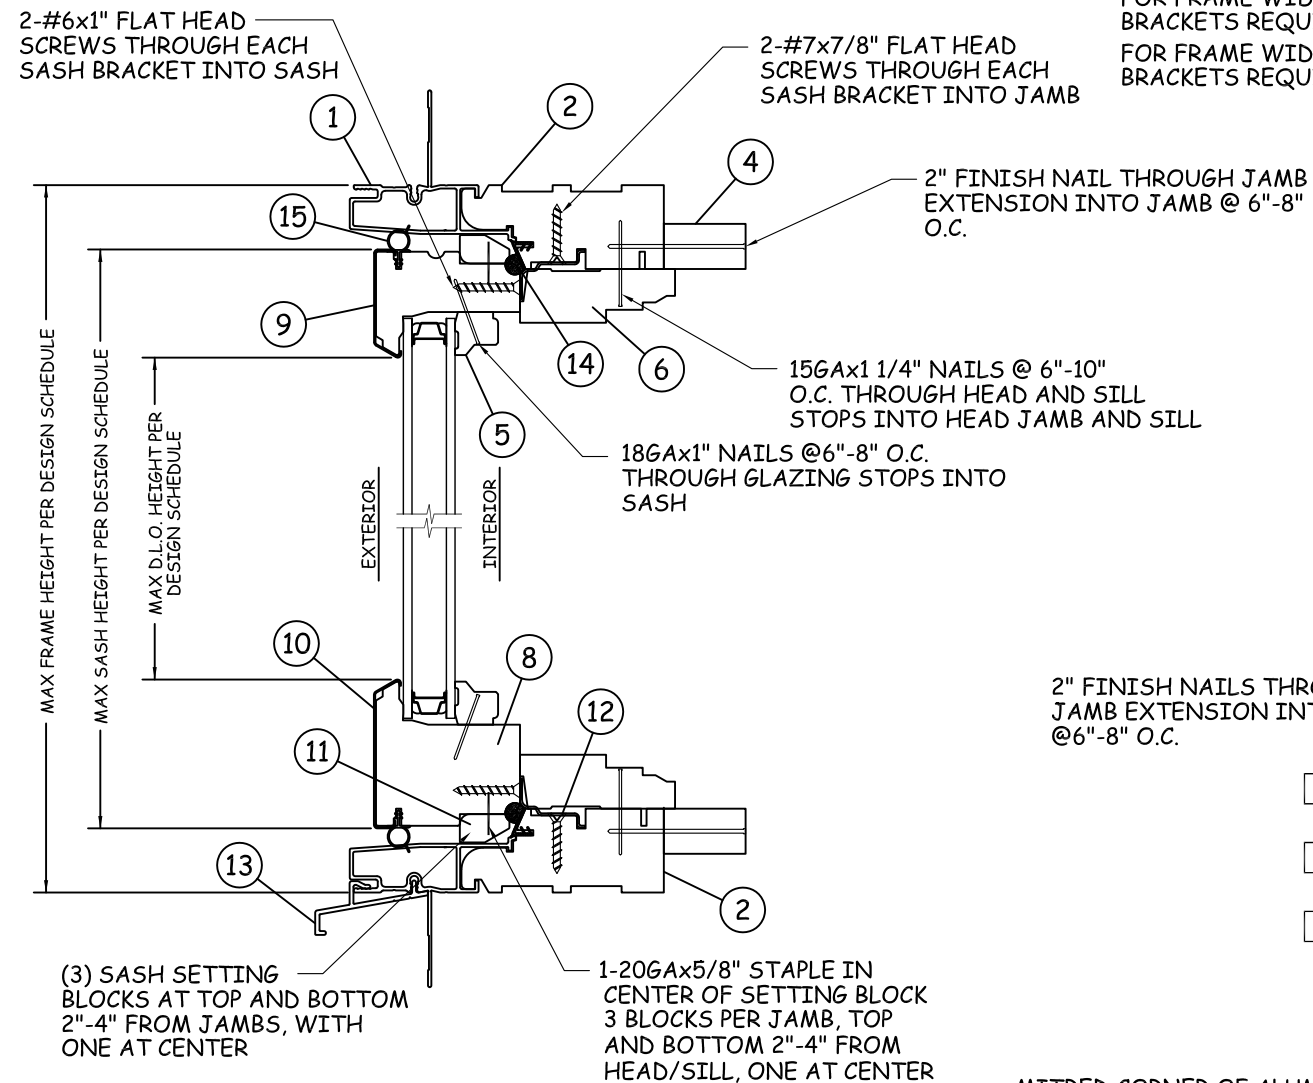 2-#6x1" FLAT HEAD
SCREWS THROUGH EACH
SASH BRACKET INTO SASH
2-#7x7/8" FLAT HEAD
SCREWS THROUGH EACH
SASH BRACKET INTO JAMB
FOR FRAME WID
BRACKETS REQU
FOR FRAME WID
BRACKETS REQU
1
2
4
2" FINISH NAIL THROUGH JAMB
EXTENSION INTO JAMB @ 6"-8"
O.C.
15
9
14
6
5
15GAx1 1/4" NAILS @ 6"-10"
O.C. THROUGH HEAD AND SILL
STOPS INTO HEAD JAMB AND SILL
18GAx1" NAILS @6"-8" O.C.
THROUGH GLAZING STOPS INTO
SASH
MAX FRAME HEIGHT PER DESIGN SCHEDULE
MAX SASH HEIGHT PER DESIGN SCHEDULE
MAX D.L.O. HEIGHT PER
DESIGN SCHEDULE
EXTERIOR
INTERIOR
10
8
12
11
13
2
2" FINISH NAILS THRO
JAMB EXTENSION INT
@6"-8" O.C.
(3) SASH SETTING
BLOCKS AT TOP AND BOTTOM
2"-4" FROM JAMBS, WITH
ONE AT CENTER
1-20GAx5/8" STAPLE IN
CENTER OF SETTING BLOCK
3 BLOCKS PER JAMB, TOP
AND BOTTOM 2"-4" FROM
HEAD/SILL, ONE AT CENTER
MITRED CORNER OF